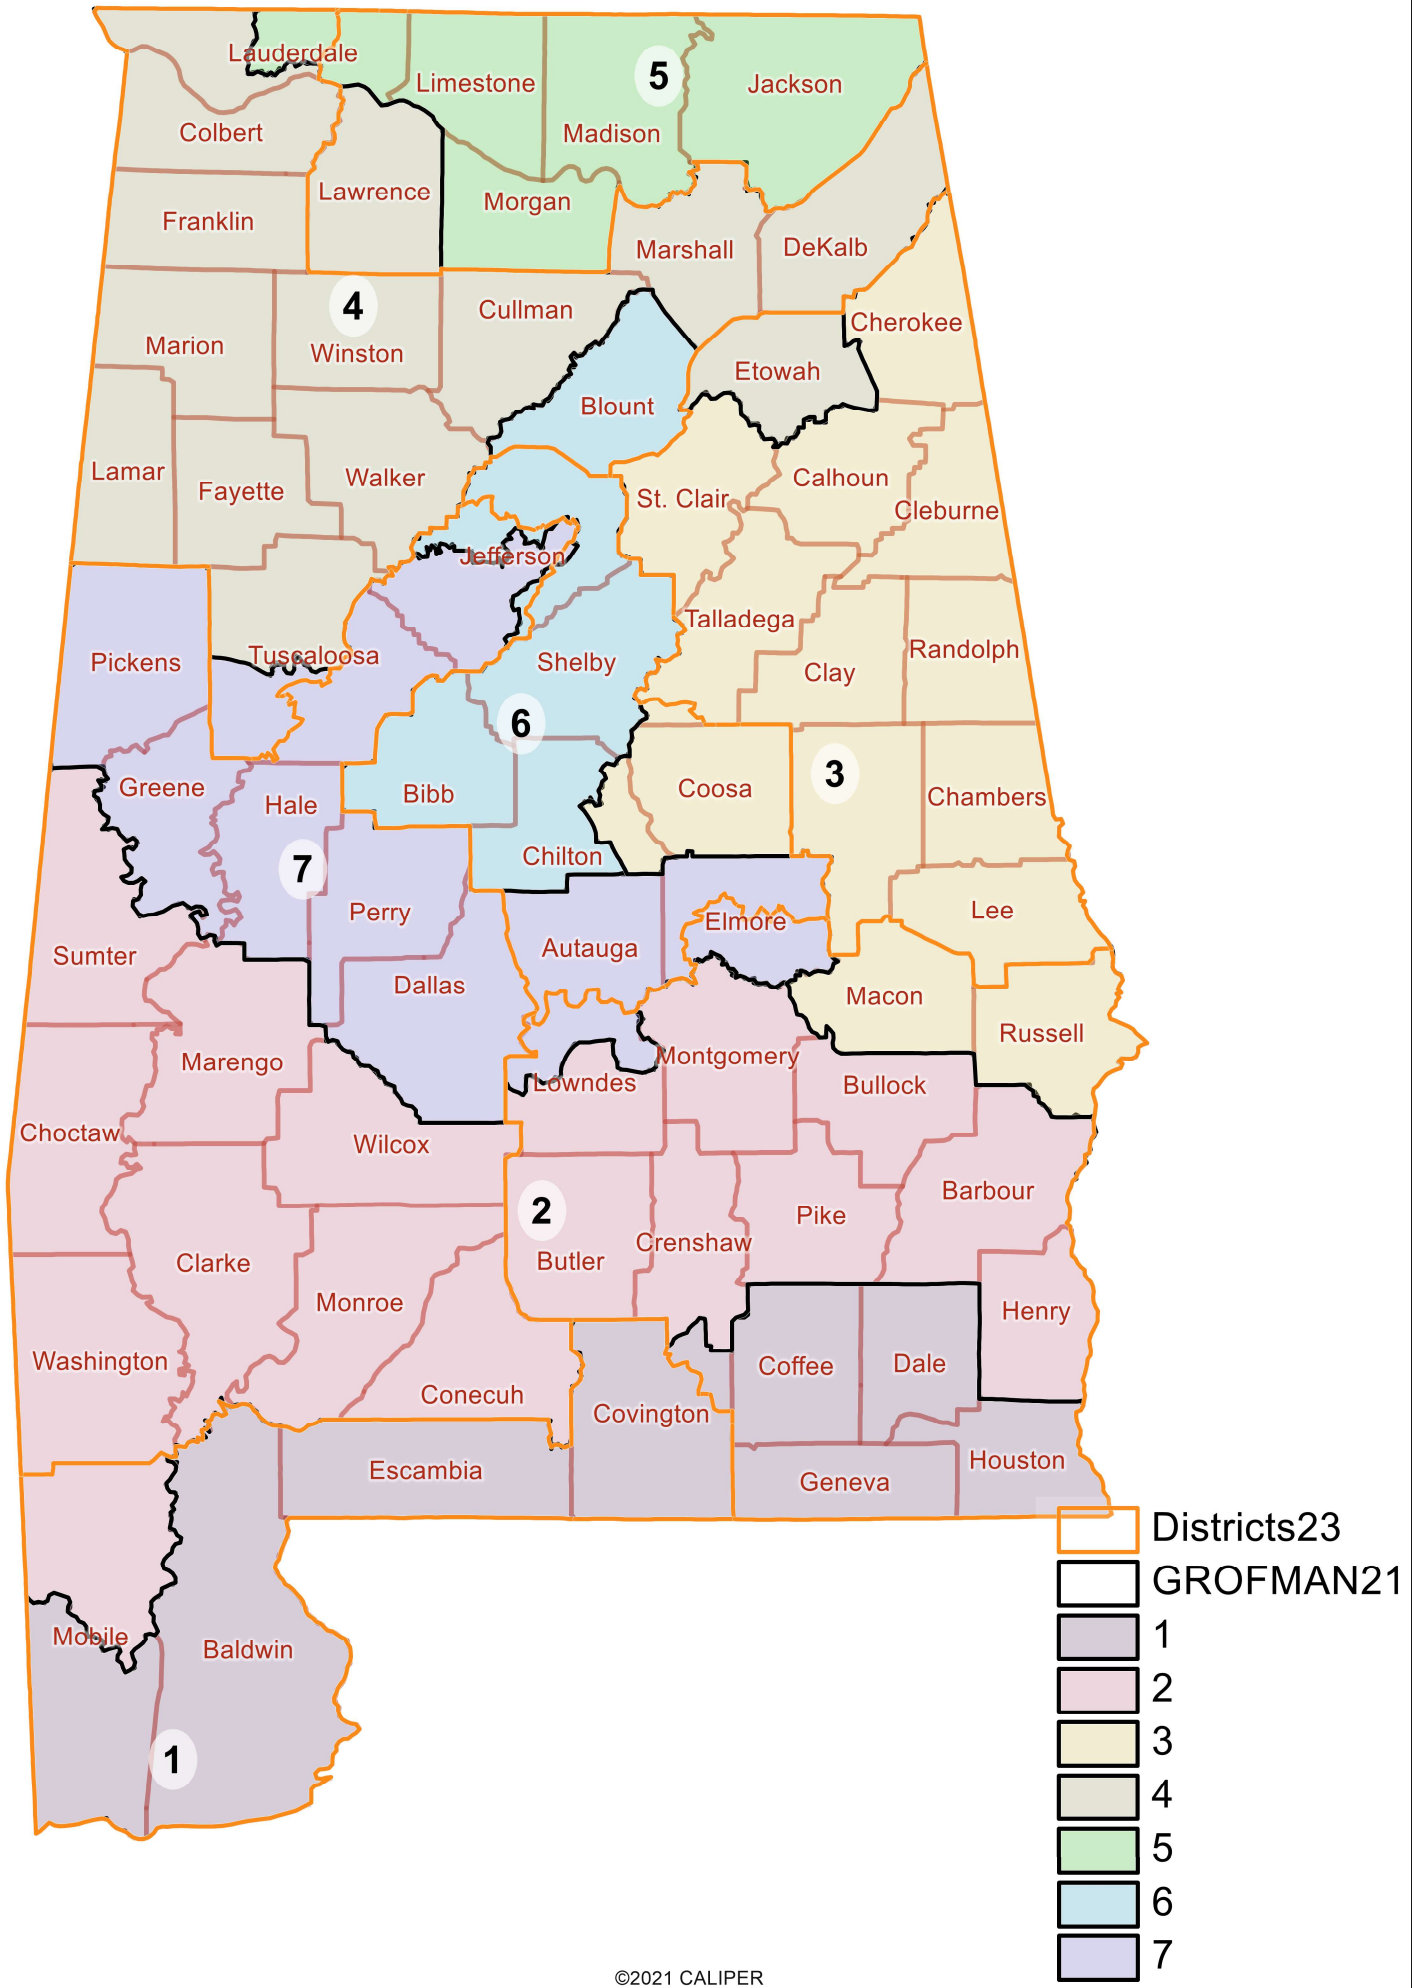 Lauderdale
5
Limestone
Jackson
Colbert
Madison
Lawrence
Morgan
Franklin
Marshall
DeKalb
4
Cullman
Cherokee
Marion
Winston
Etowah
Blount
Lamar
Fayette
Walker
St. Clair
Calhoun
Cleburne
Jefferson
Talladega
Pickens
Tuscaloosa
Shelby
Clay
Randolph
6
Greene
Hale
Bibb
Coosa
3
Chambers
7
Chilton
Perry
Elmore
Lee
Sumter
Autauga
Dallas
Macon
Russell
Marengo
Montgomery
Lowndes
Bullock
Choctaw
Wilcox
Barbour
2
Pike
Clarke
Butler
Crenshaw
Monroe
Henry
Washington
Coffee
Dale
Conecuh
Covington
Escambia
Geneva
Houston
Mobile
Baldwin
1
Districts23
GROFMAN21
1
2
3
4
5
6
7
©2021 CALIPER